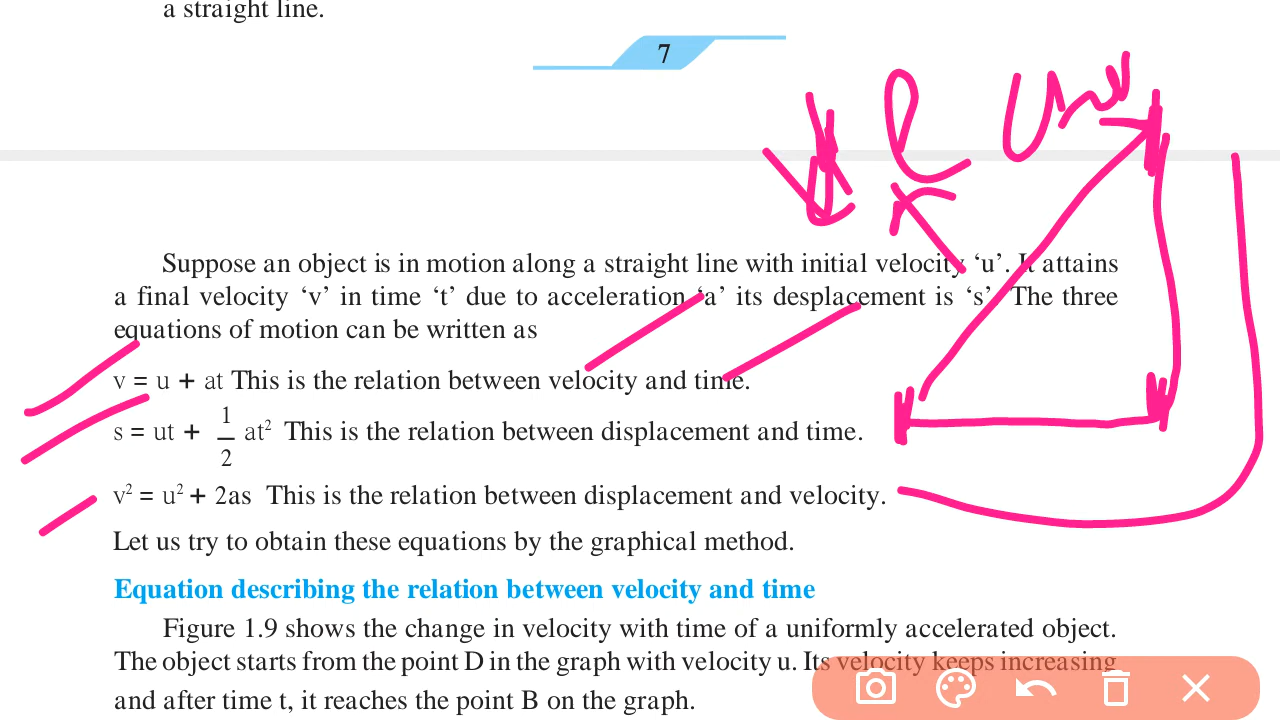 a straight line.
7
Suppose an object is in motion along a straight line with initial velocity ‘u’. It attains
a final velocity ‘v’ in time ‘t’ due to acceleration ‘a’ its desplacement is ‘s’. The three
equations of motion can be written as
v = u + at This is the relation between velocity and time.
s = ut + 1/2 at² This is the relation between displacement and time.
v² = u² + 2as This is the relation between displacement and velocity.
Let us try to obtain these equations by the graphical method.
Equation describing the relation between velocity and time
Figure 1.9 shows the change in velocity with time of a uniformly accelerated object.
The object starts from the point D in the graph with velocity u. Its velocity keeps increasing
and after time t, it reaches the point B on the graph.